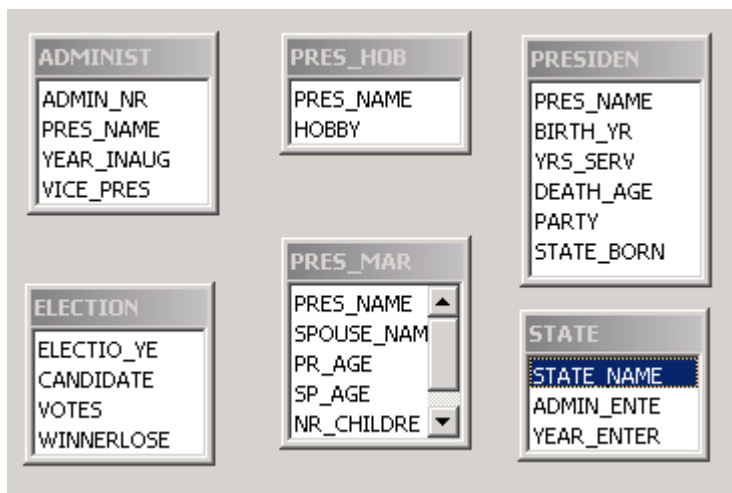 ADMINIST
ADMIN_NR
PRES_NAME
YEAR_INAUG
VICE_PRES
PRES_HOB
PRES_NAME
HOBBY
PRESIDEN
PRES_NAME
BIRTH_YR
YRS_SERV
DEATH_AGE
PARTY
STATE_BORN
ELECTION
ELECTIO_YE
CANDIDATE
VOTES
WINNERLOSE
PRES_MAR
PRES_NAME
SPOUSE_NAM
PR_AGE
SP_AGE
NR_CHILDRE
STATE
STATE_NAME
ADMIN_ENTE
YEAR_ENTER